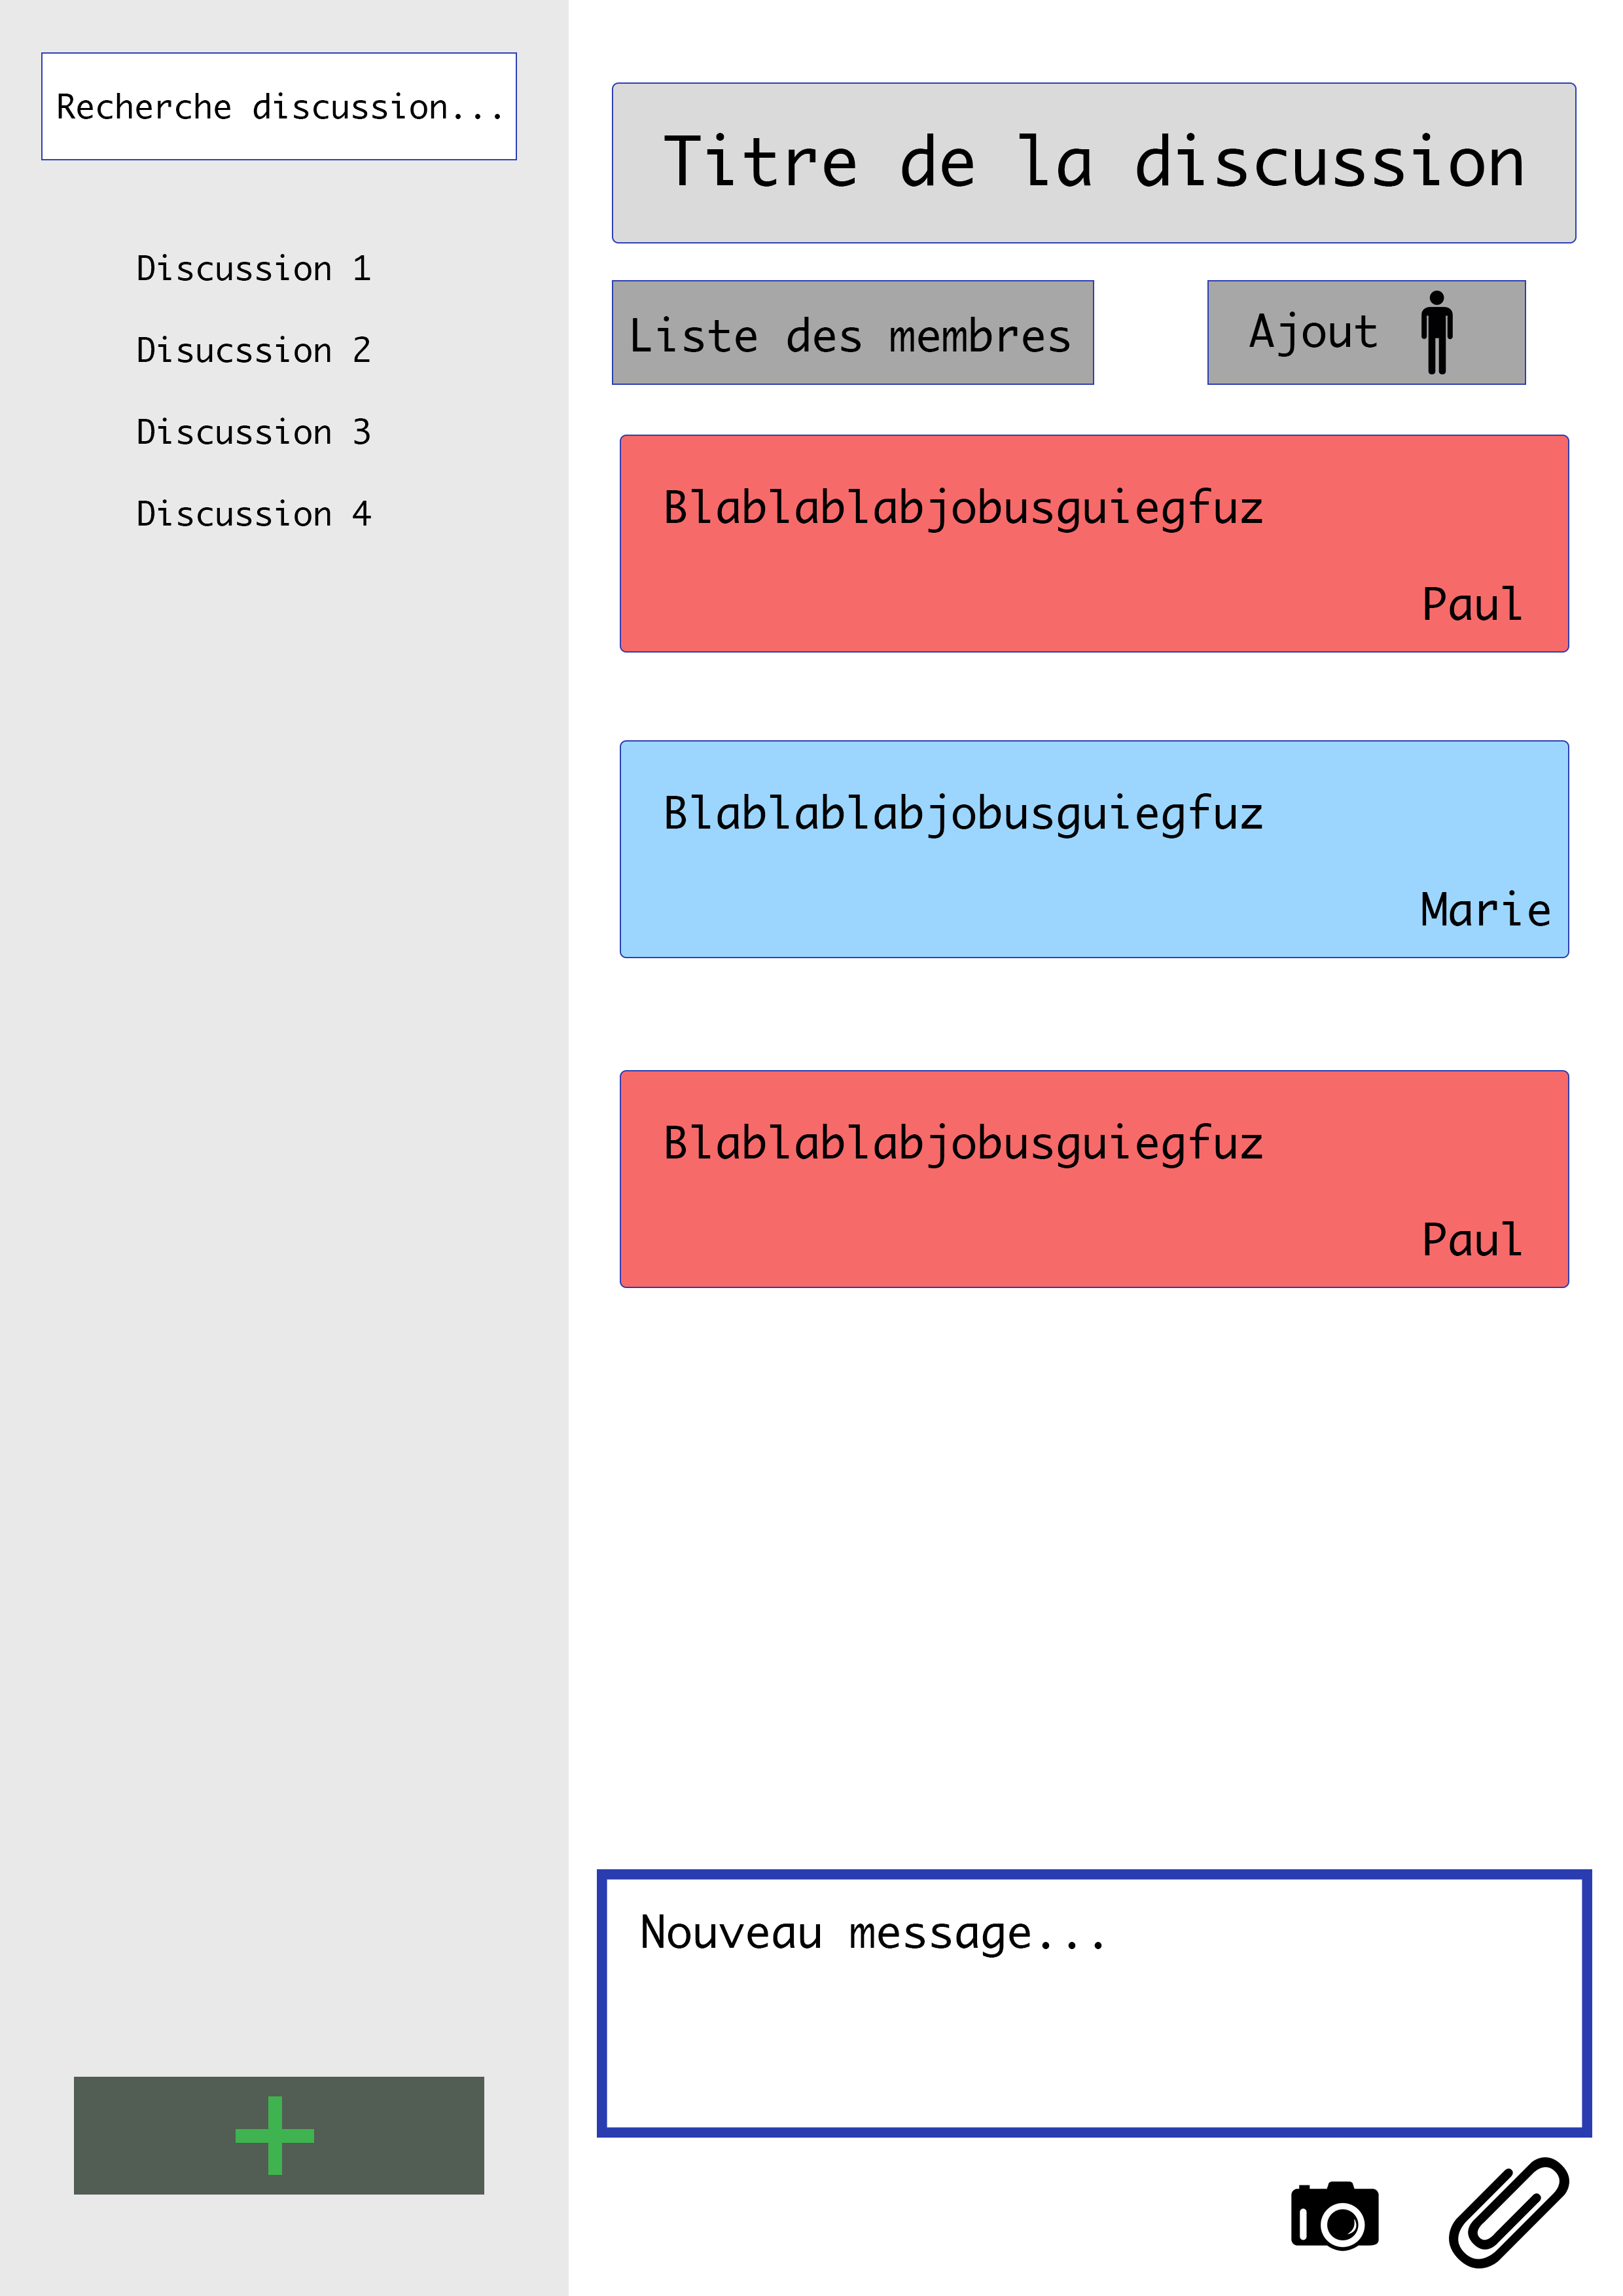 Recherche discussion...
Discussion 1
Disucssion 2
Discussion 3
Discussion 4
Titre de la discussion
Liste des membres
Ajout
Blablablabjobusguiegfuz
Paul
Blablablabjobusguiegfuz
Marie
Blablablabjobusguiegfuz
Paul
Nouveau message...